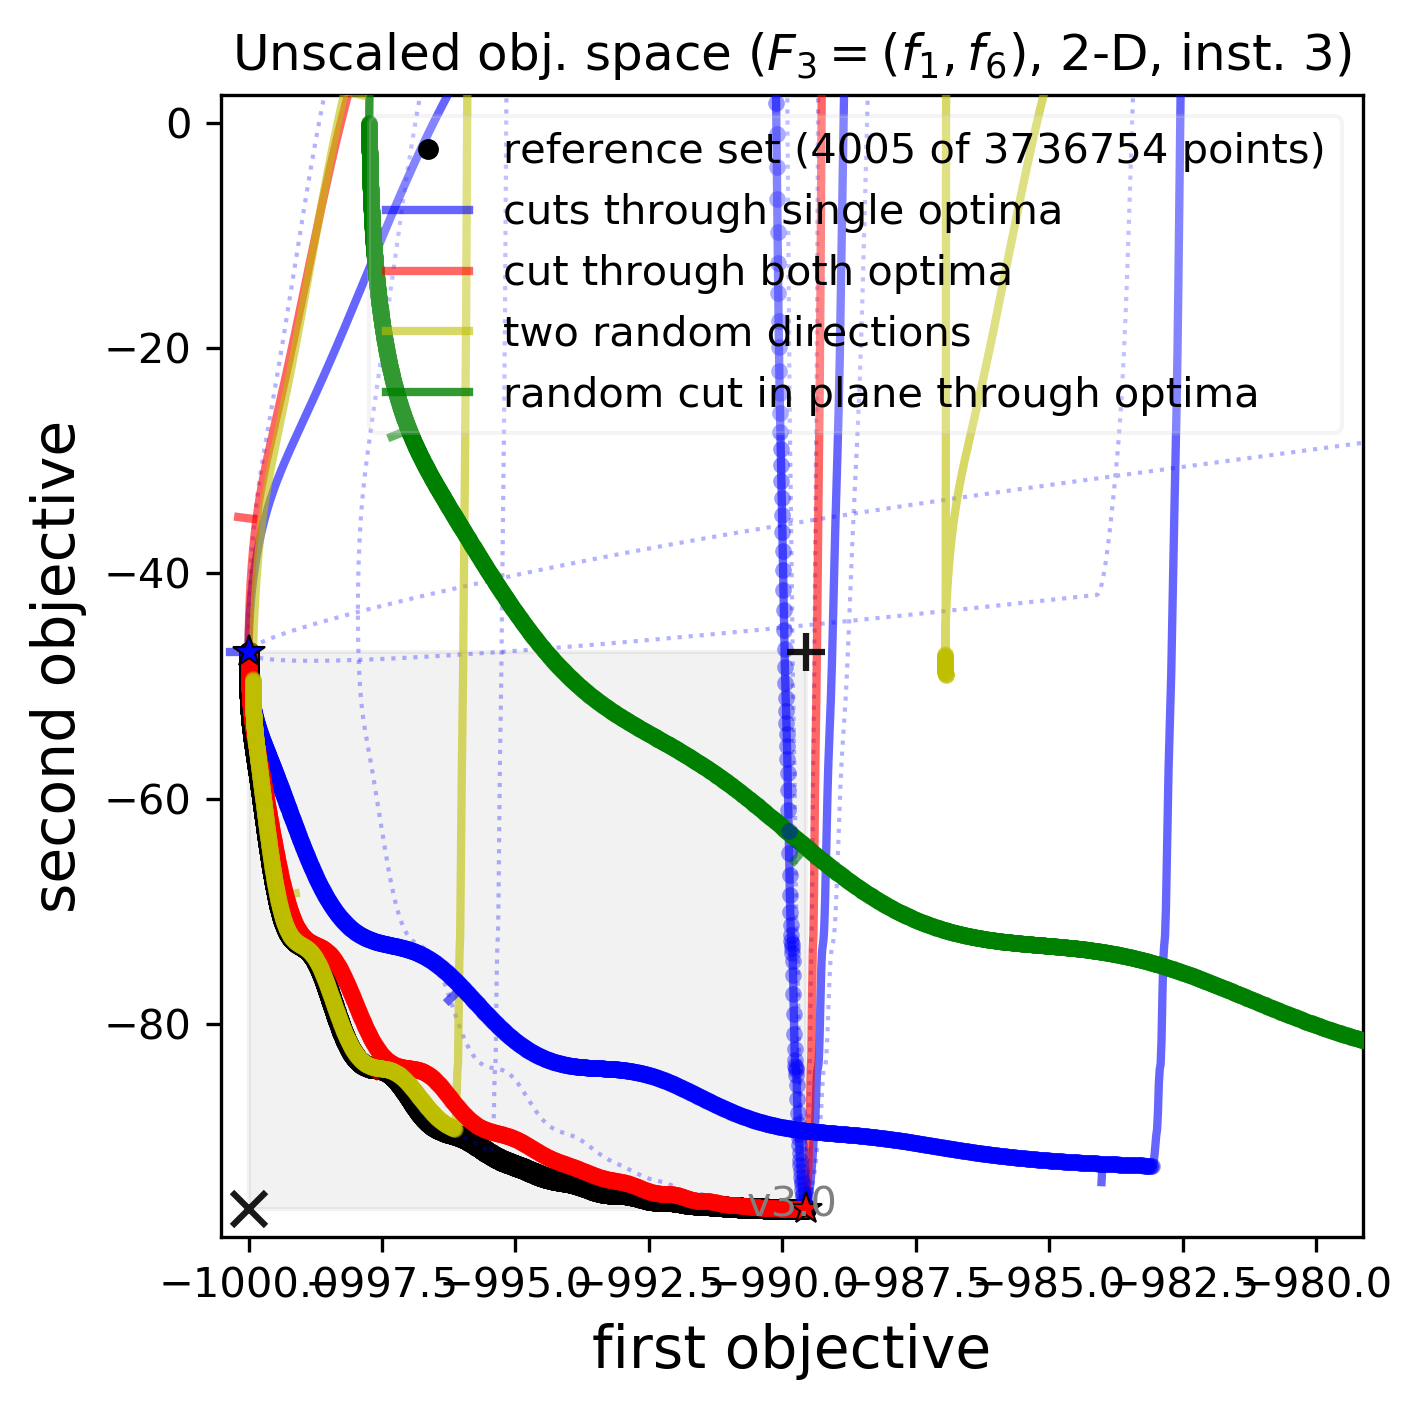 Unscaled obj. space (F₃ = (f₁, f₆), 2-D, inst. 3)
reference set (4005 of 3736754 points)
cuts through single optima
cut through both optima
two random directions
random cut in plane through optima
0
−20
−40
−60
−80
second objective
v3.0
−1000.0 −997.5 −995.0 −992.5 −990.0 −987.5 −985.0 −982.5 −980.0
first objective